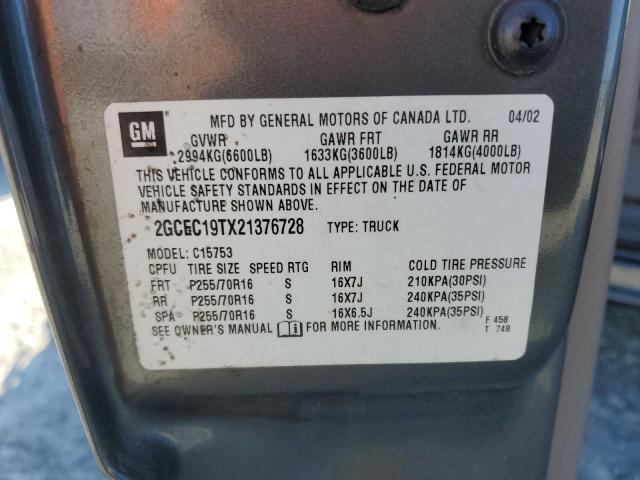 GM
MFD BY GENERAL MOTORS OF CANADA LTD. 04/02
GVWR GAWR FRT GAWR RR
2994KG(6600LB) 1633KG(3600LB) 1814KG(4000LB)
THIS VEHICLE CONFORMS TO ALL APPLICABLE U.S. FEDERAL MOTOR
VEHICLE SAFETY STANDARDS IN EFFECT ON THE DATE OF
MANUFACTURE SHOWN ABOVE.
2GCEC19TX21376728 TYPE: TRUCK
MODEL: C15753
CPFU TIRE SIZE SPEED RTG RIM COLD TIRE PRESSURE
FRT P255/70R16 S 16X7J 210KPA(30PSI)
RR P255/70R16 S 16X7J 240KPA(35PSI)
SPA P255/70R16 S 16X6.5J 240KPA(35PSI)
SEE OWNER'S MANUAL FOR MORE INFORMATION.
F 458
T 748